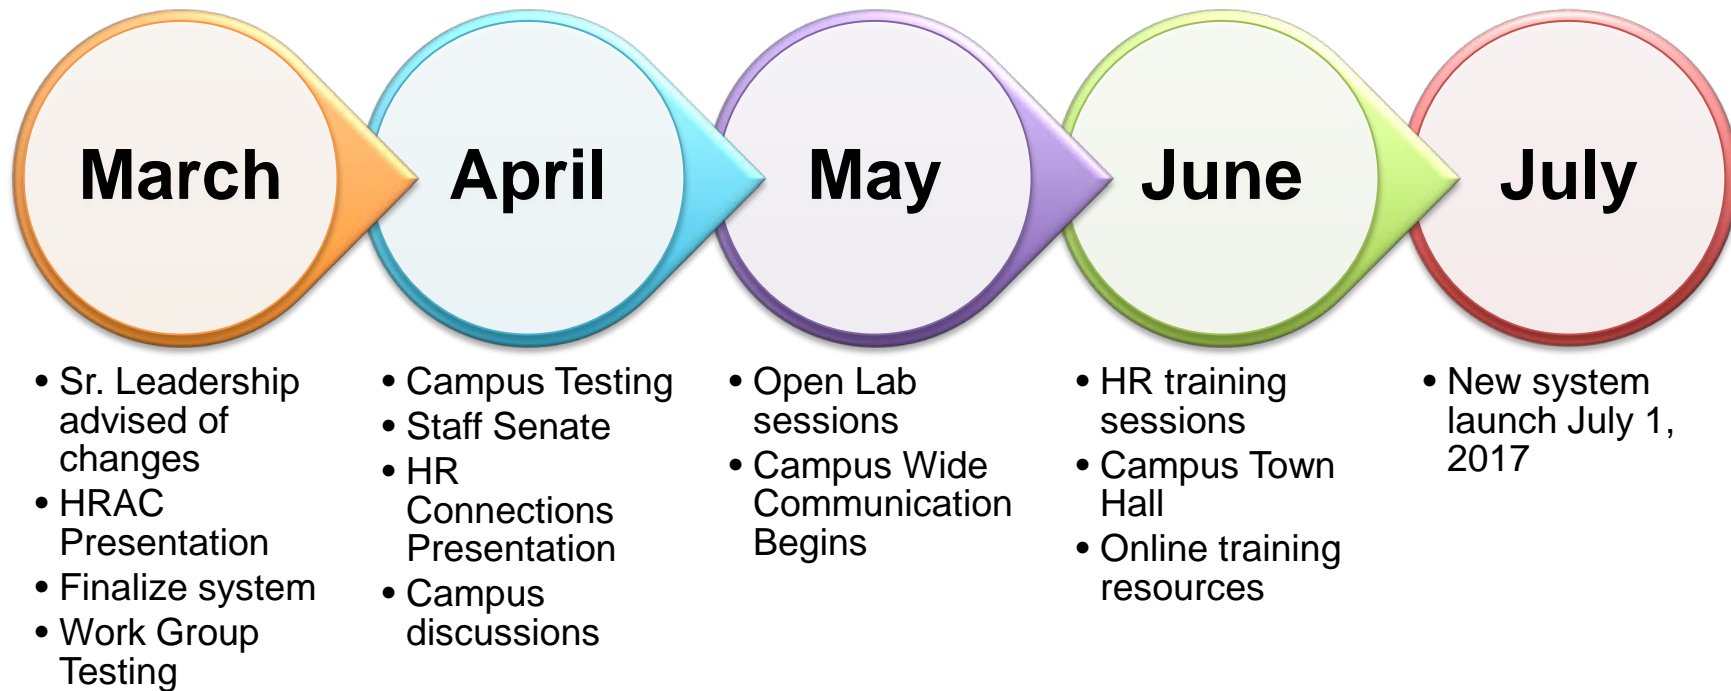 March
April
May
June
July
• Sr. Leadership
advised of
changes
• HRAC
Presentation
• Finalize system
• Work Group
Testing
• Campus Testing
• Staff Senate
• HR
Connections
Presentation
• Campus
discussions
• Open Lab
sessions
• Campus Wide
Communication
Begins
• HR training
sessions
• Campus Town
Hall
• Online training
resources
• New system
launch July 1,
2017